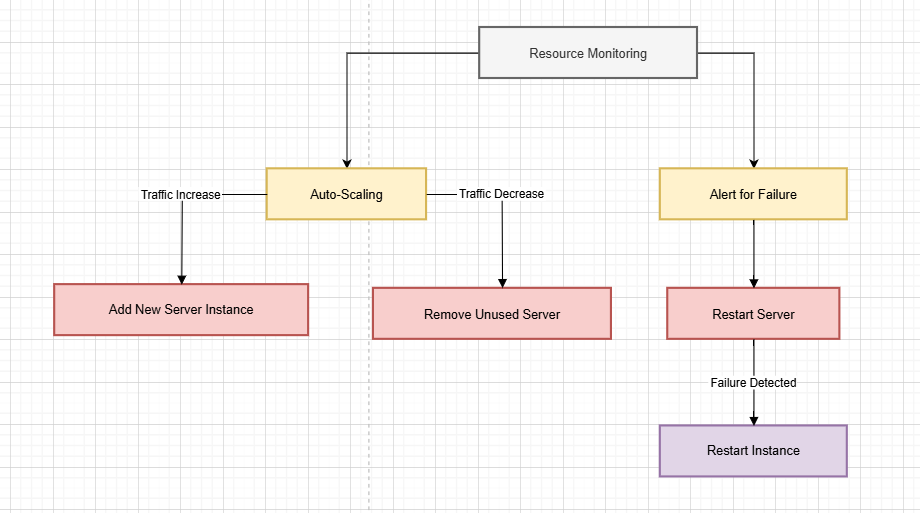 Resource Monitoring
Traffic Increase
Auto-Scaling
Traffic Decrease
Alert for Failure
Add New Server Instance
Remove Unused Server
Restart Server
Failure Detected
Restart Instance